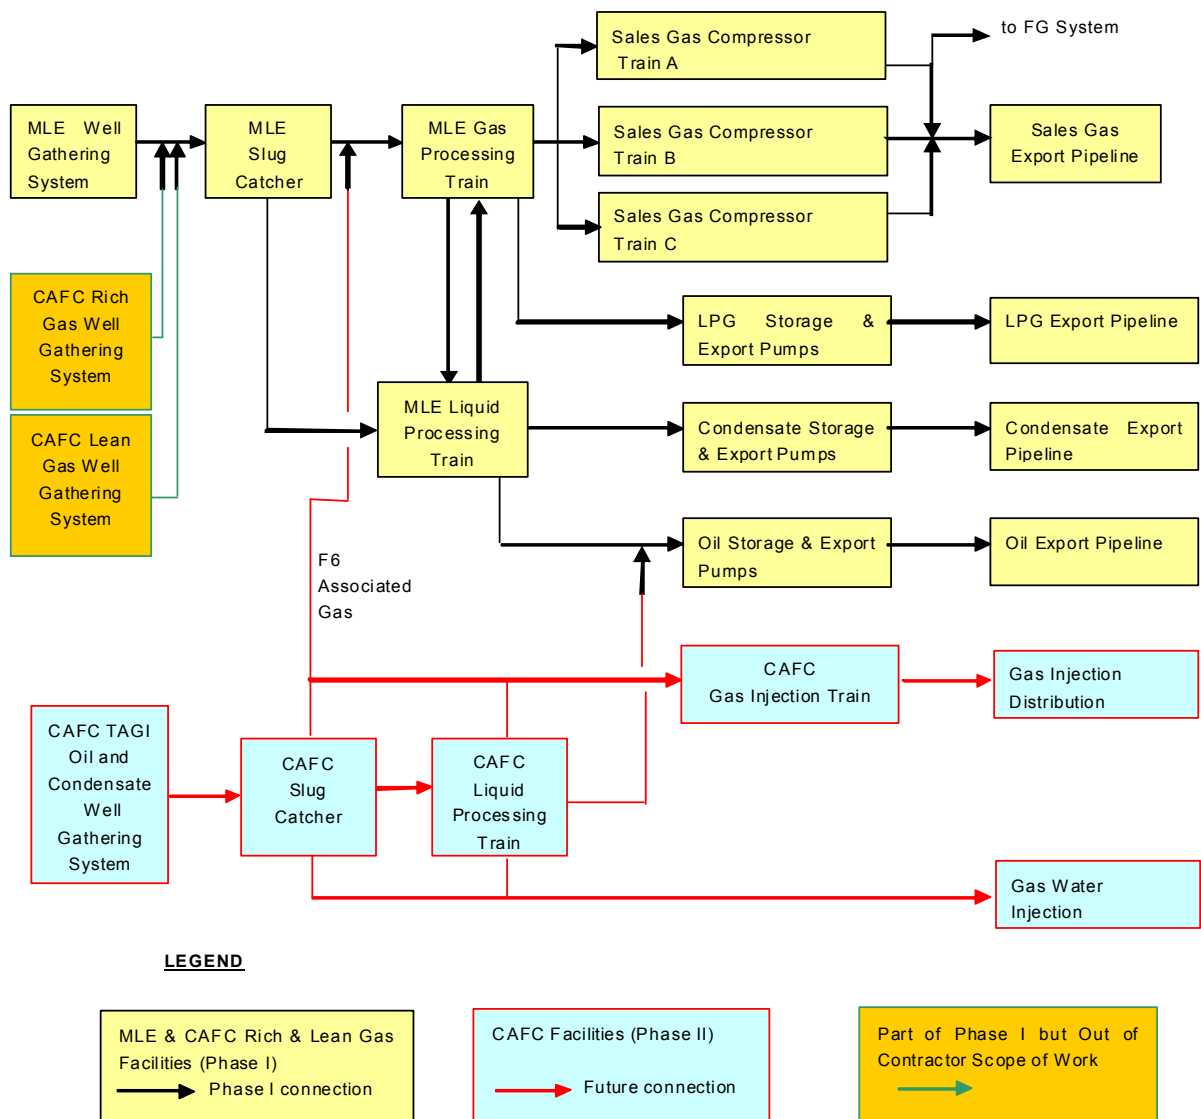 to FG System
Sales Gas Compressor
Train A
MLE Well
Gathering
System
MLE
Slug
Catcher
MLE Gas
Processing
Train
Sales Gas Compressor
Train B
Sales Gas
Export Pipeline
Sales Gas Compressor
Train C
CAFC Rich
Gas Well
Gathering
System
LPG Storage &
Export Pumps
LPG Export Pipeline
CAFC Lean
Gas Well
Gathering
System
MLE Liquid
Processing
Train
Condensate Storage
& Export Pumps
Condensate Export
Pipeline
Oil Storage & Export
Pumps
Oil Export Pipeline
F6
Associated
Gas
CAFC
Gas Injection Train
Gas Injection
Distribution
CAFC TAGI
Oil and
Condensate
Well
Gathering
System
CAFC
Slug
Catcher
CAFC
Liquid
Processing
Train
Gas Water
Injection
LEGEND
MLE & CAFC Rich & Lean Gas
Facilities (Phase I)
Phase I connection
CAFC Facilities (Phase II)
Future connection
Part of Phase I but Out of
Contractor Scope of Work